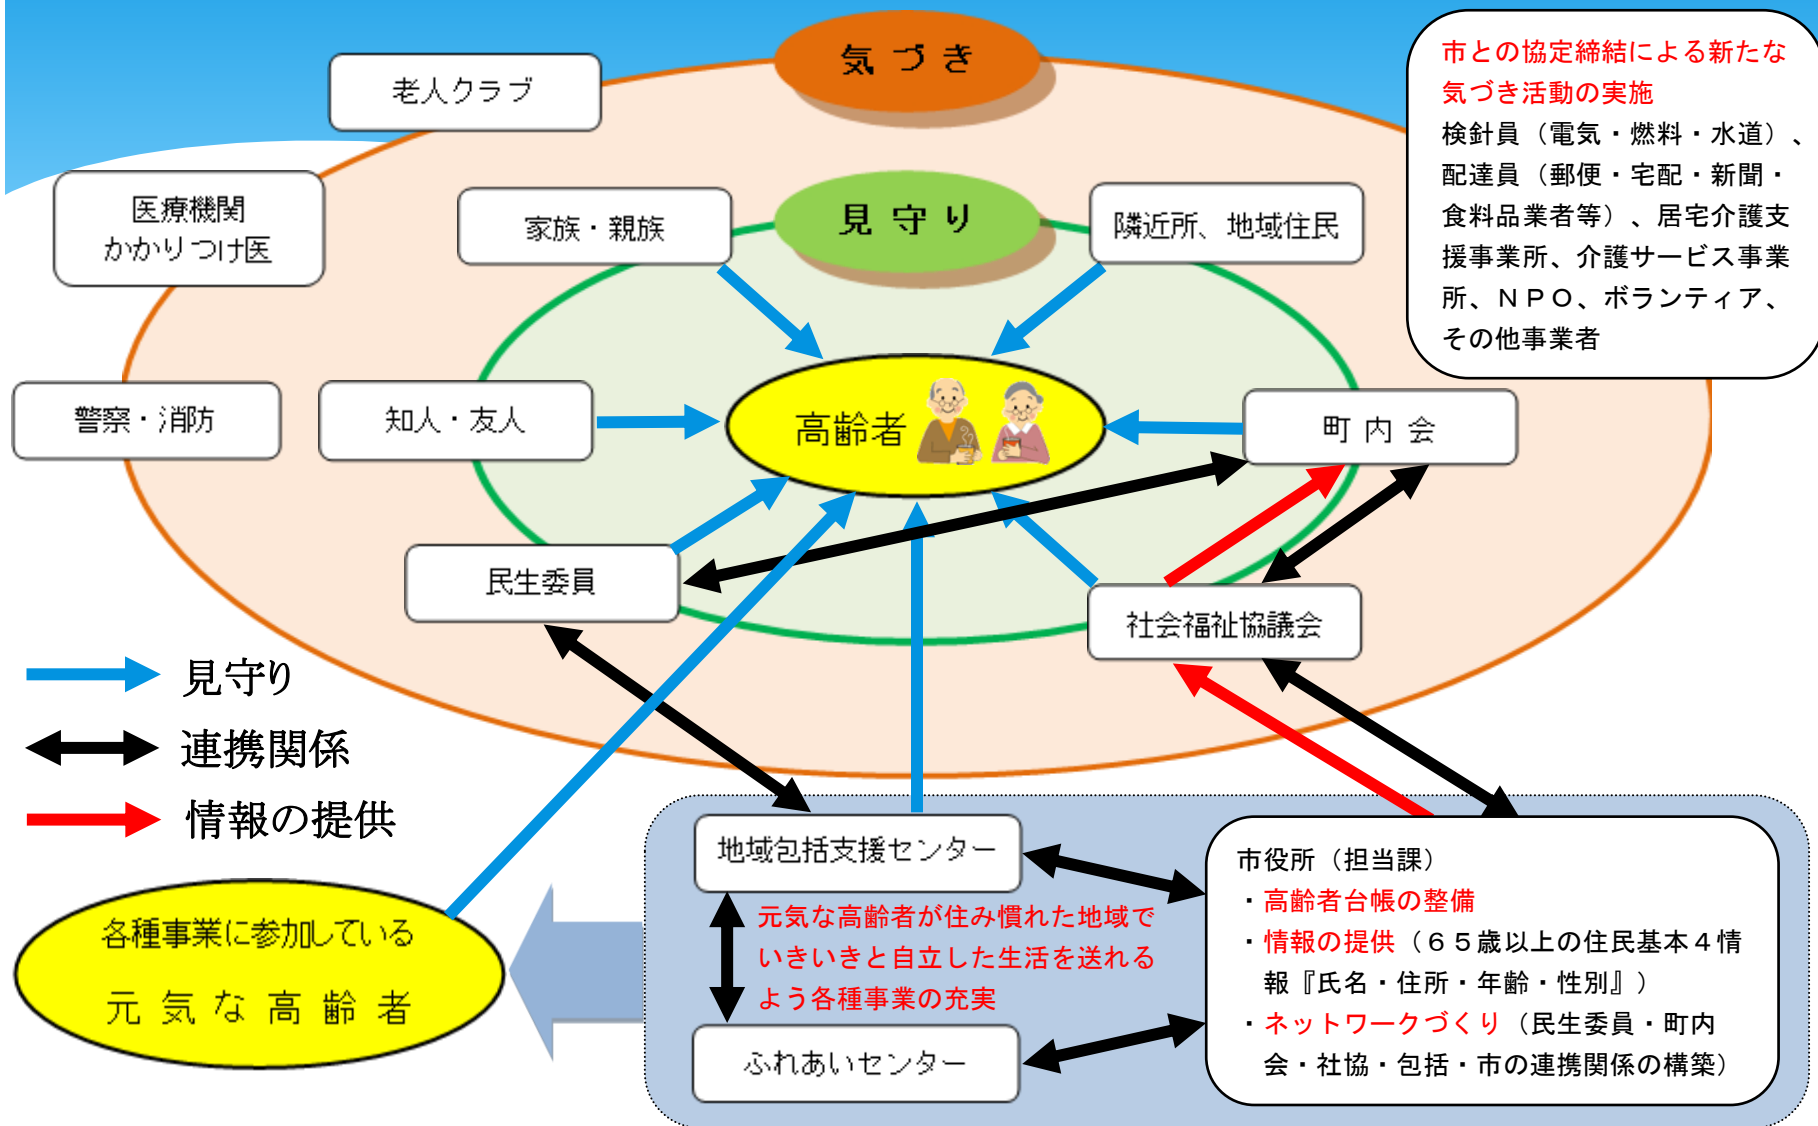 気づき
老人クラブ
市との協定締結による新たな
気づき活動の実施
検針員（電気・燃料・水道）、
配達員（郵便・宅配・新聞・
食料品業者等）、居宅介護支
援事業所、介護サービス事業
所、ＮＰＯ、ボランティア、
その他事業者
医療機関
かかりつけ医
家族・親族
見守り
隣近所、地域住民
警察・消防
知人・友人
高齢者
町内会
民生委員
社会福祉協議会
見守り
連携関係
情報の提供
地域包括支援センター
元気な高齢者が住み慣れた地域で
いきいきと自立した生活を送れる
よう各種事業の充実
ふれあいセンター
各種事業に参加している
元気な高齢者
市役所（担当課）
・高齢者台帳の整備
・情報の提供（６５歳以上の住民基本４情
報『氏名・住所・年齢・性別』）
・ネットワークづくり（民生委員・町内
会・社協・包括・市の連携関係の構築）